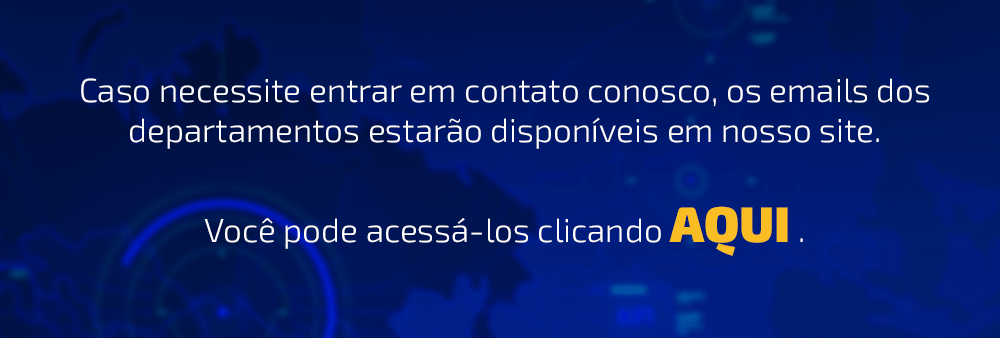 Caso necessite entrar em contato conosco, os emails dos
departamentos estarão disponíveis em nosso site.
Você pode acessá-los clicando AQUI .